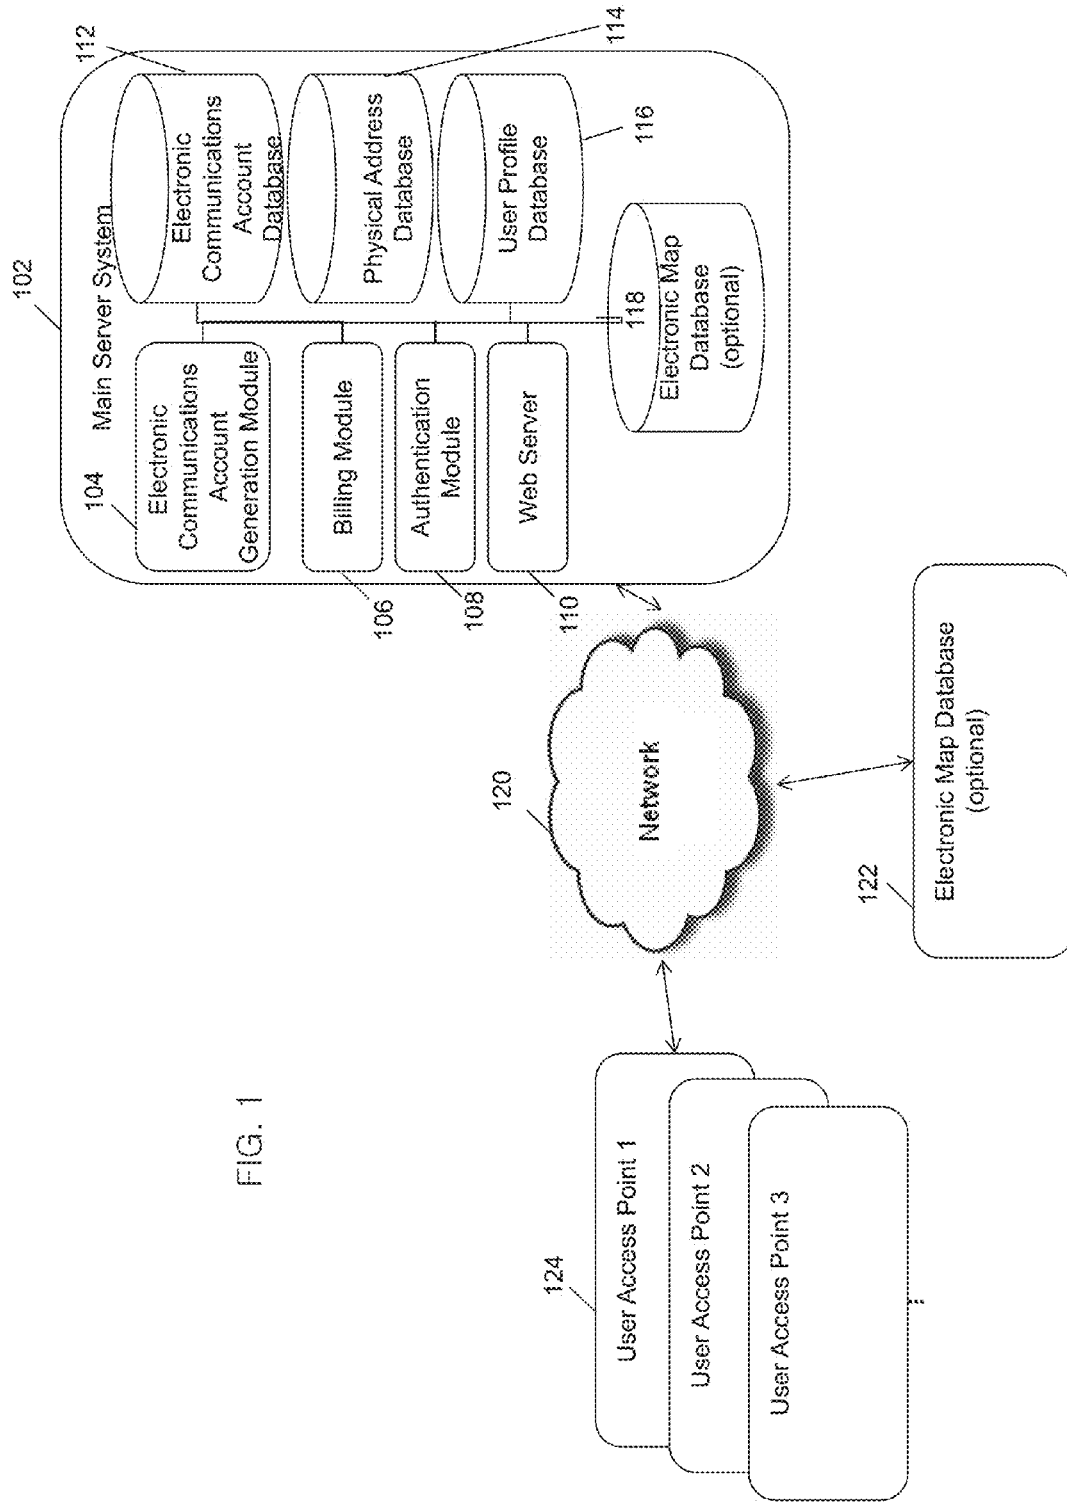 FIG. 1
102
Main Server System
104
Electronic
Communications
Account
Generation Module
106
Billing Module
108
Authentication
Module
110
Web Server
112
Electronic
Communications
Account
Database
114
Physical Address
Database
116
User Profile
Database
118
Electronic Map
Database
(optional)
120
Network
122
Electronic Map Database
(optional)
124
User Access Point 1
User Access Point 2
User Access Point 3